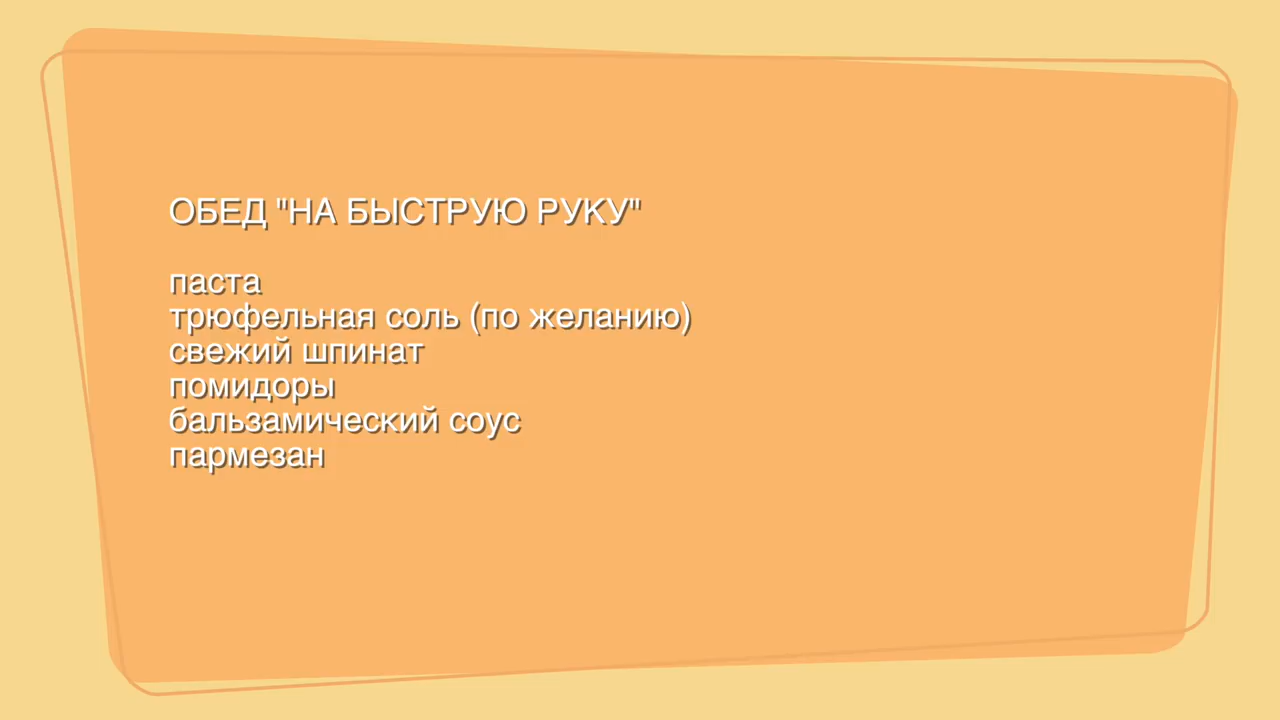 ОБЕД "НА БЫСТРУЮ РУКУ"
паста
трюфельная соль (по желанию)
свежий шпинат
помидоры
бальзамический соус
пармезан